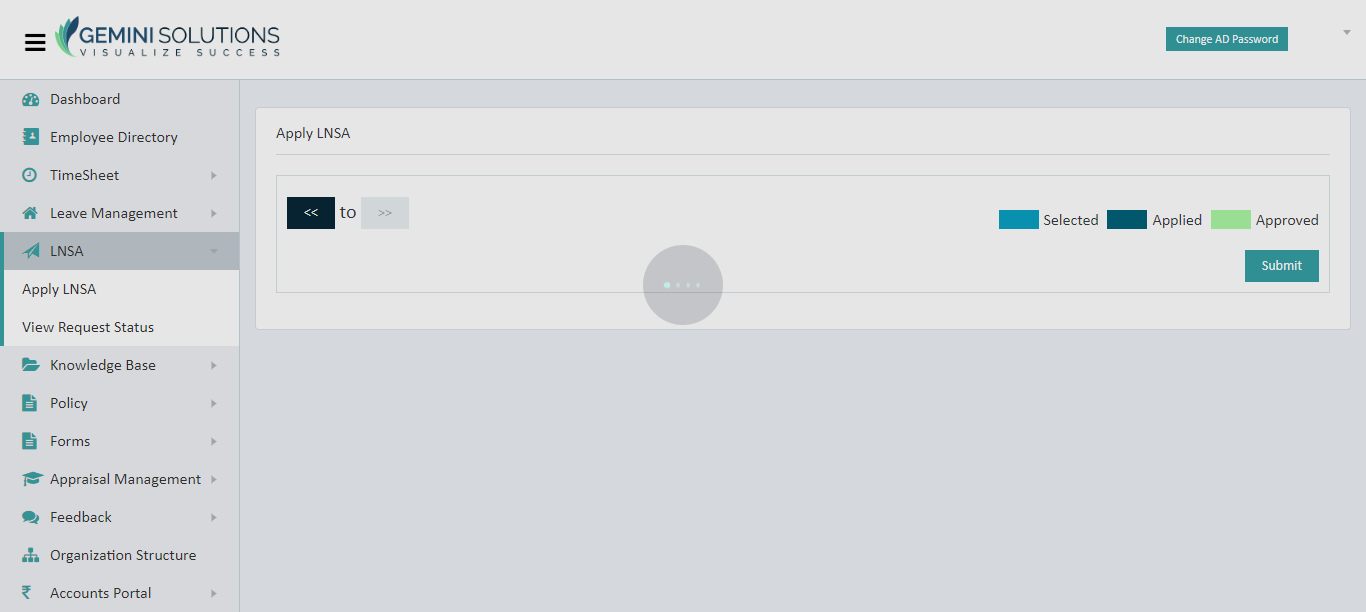 GEMINI SOLUTIONS
VISUALIZE SUCCESS
Change AD Password
Dashboard
Employee Directory
TimeSheet
Leave Management
LNSA
Apply LNSA
View Request Status
Knowledge Base
Policy
Forms
Appraisal Management
Feedback
Organization Structure
Accounts Portal
Apply LNSA
<< to >>
Selected Applied Approved
Submit